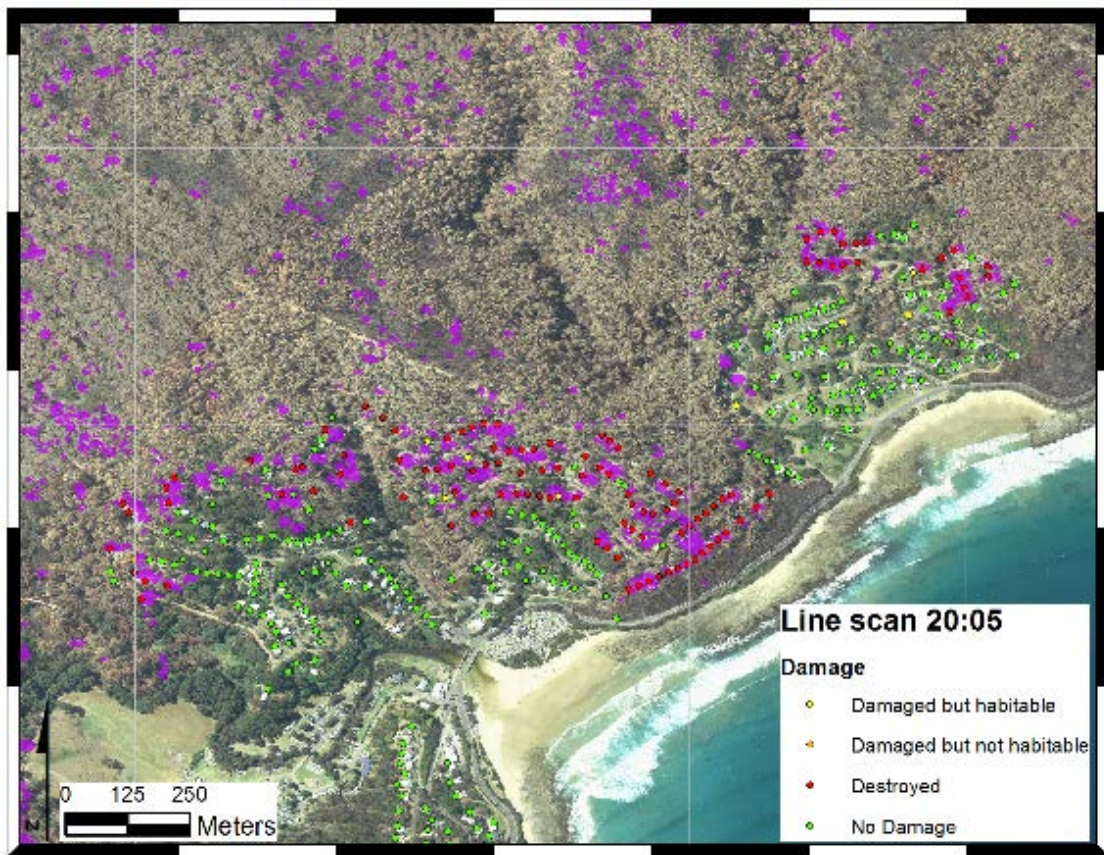 Line scan 20:05
Damage
Damaged but habitable
Damaged but not habitable
Destroyed
No Damage
0 125 250
Meters
N